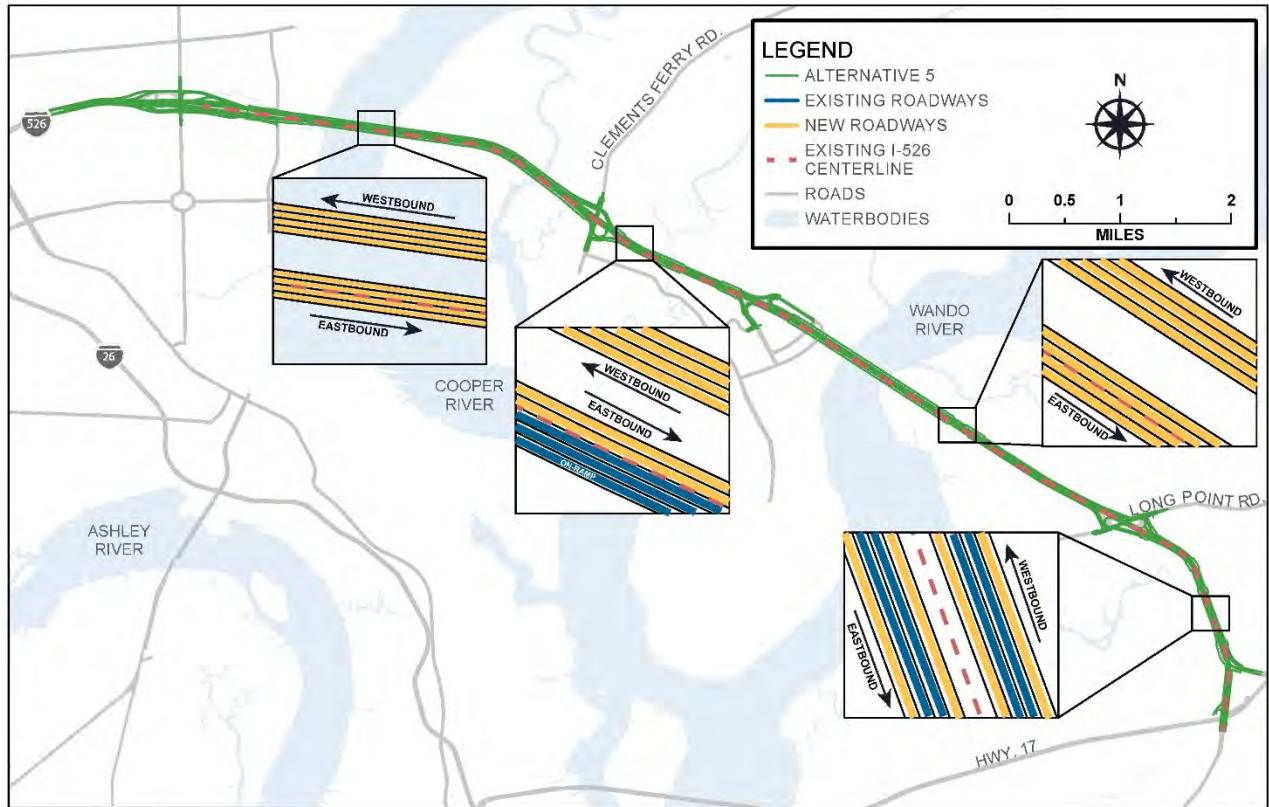 LEGEND
ALTERNATIVE 5
EXISTING ROADWAYS
NEW ROADWAYS
EXISTING I-526
CENTERLINE
ROADS
WATERBODIES
N
0 0.5 1 2
MILES
CLEMENTS FERRY RD.
526
WESTBOUND
EASTBOUND
26
COOPER
RIVER
WESTBOUND
EASTBOUND
ON-RAMP
WANDO
RIVER
WESTBOUND
EASTBOUND
LONG POINT RD.
ASHLEY
RIVER
WESTBOUND
EASTBOUND
HWY. 17